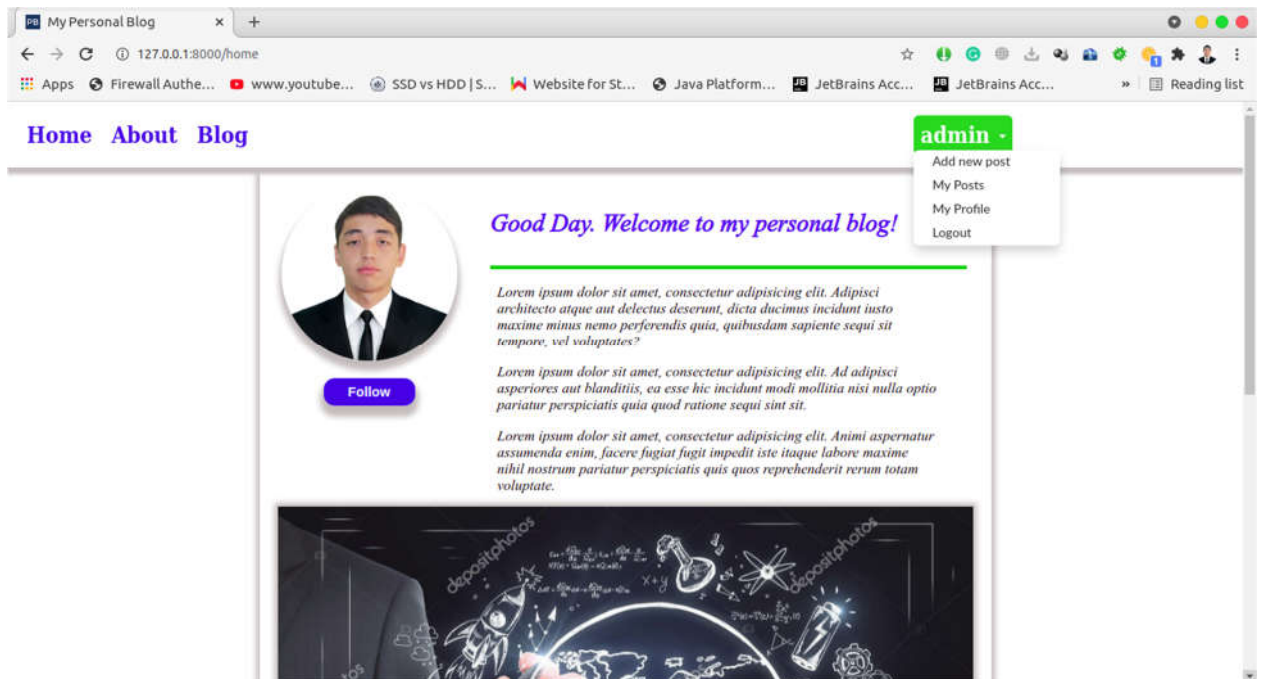 PB My Personal Blog
127.0.0.1:8000/home
Apps Firewall Authe... www.youtube... SSD vs HDD | S... Website for St... Java Platform... JB JetBrains Acc... JB JetBrains Acc... » Reading list
Home About Blog
admin
Add new post
My Posts
My Profile
Logout
Good Day. Welcome to my personal blog!
Lorem ipsum dolor sit amet, consectetur adipisicing elit. Adipisci
architecto atque aut delectus deserunt, dicta ducimus incidunt iusto
maxime minus nemo perferendis quia, quibusdam sapiente sequi sit
tempore, vel voluptates?
Follow
Lorem ipsum dolor sit amet, consectetur adipisicing elit. Ad adipisci
asperiores aut blanditiis, ea esse hic incidunt modi mollitia nisi nulla optio
pariatur perspiciatis quia quod ratione sequi sint sit.
Lorem ipsum dolor sit amet, consectetur adipisicing elit. Animi aspernatur
assumenda enim, facere fugiat fugit impedit iste itaque labore maxime
nihil nostrum pariatur perspiciatis quis quos reprehenderit rerum totam
voluptate.
depositphotos
depositphotos
x+y